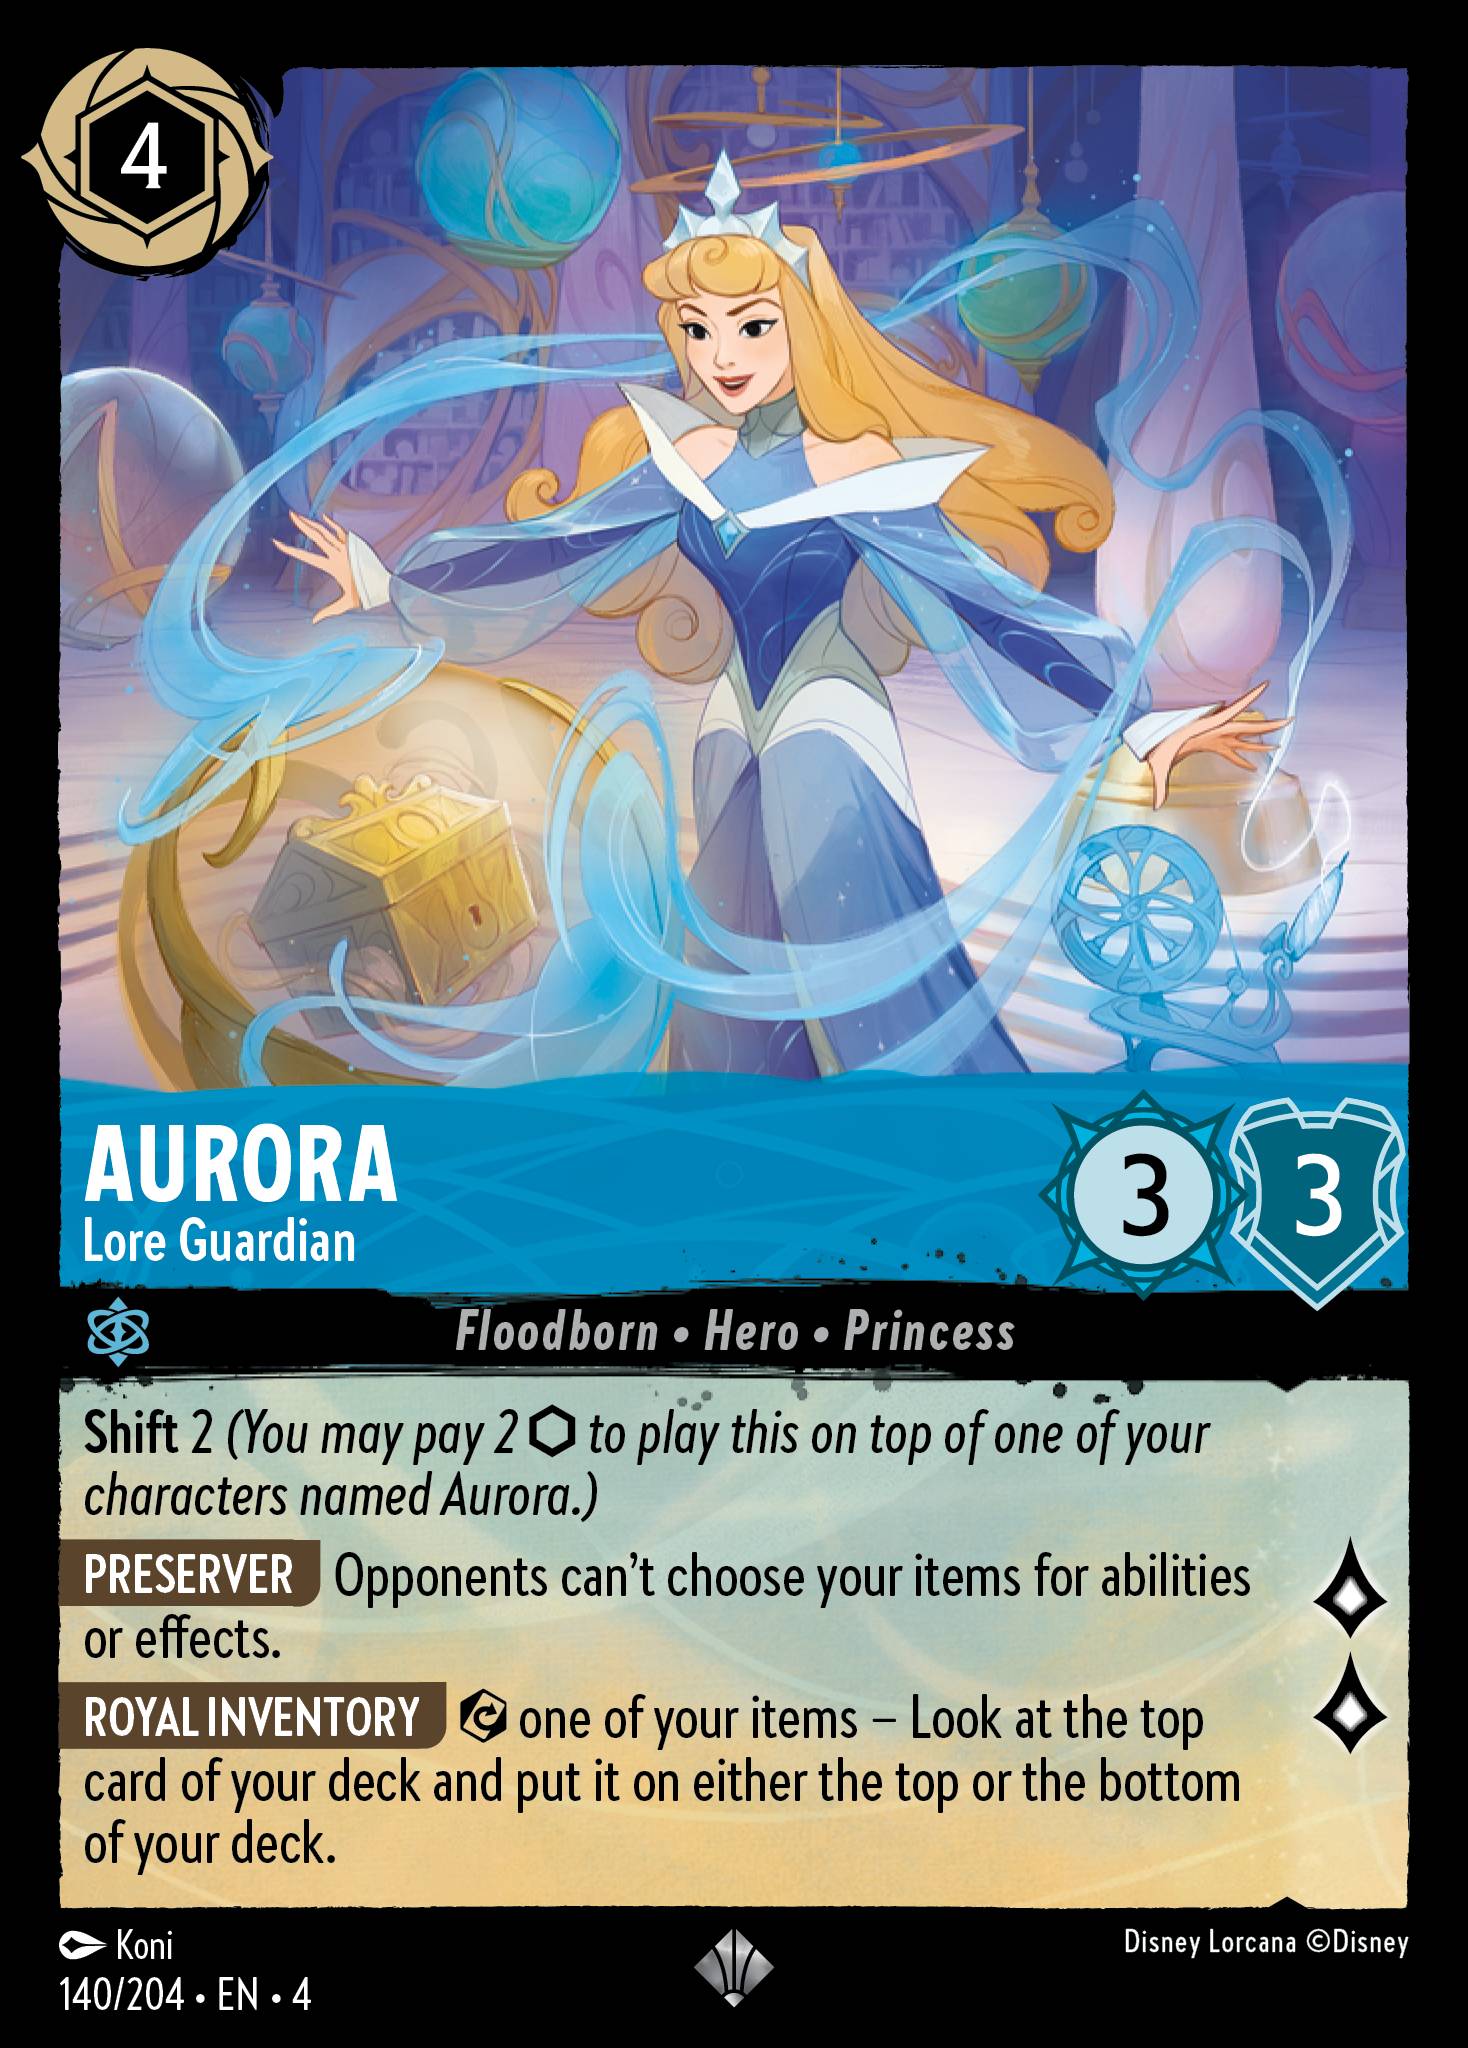 4
AURORA
Lore Guardian
3
3
Floodborn • Hero • Princess
Shift 2 (You may pay 2 ⬡ to play this on top of one of your
characters named Aurora.)
PRESERVER Opponents can’t choose your items for abilities
or effects.
ROYAL INVENTORY one of your items – Look at the top
card of your deck and put it on either the top or the bottom
of your deck.
Koni
Disney Lorcana ©Disney
140/204 • EN • 4